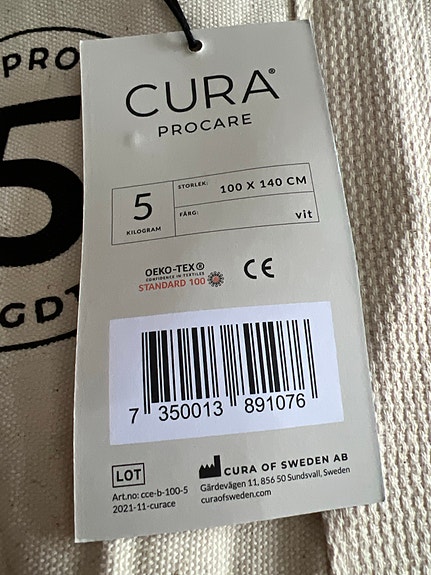 PRO
5
GDT
CURA®
PROCARE
5
KILOGRAM
STORLEK: 100 X 140 CM
FÄRG: vit
OEKO-TEX®
CONFIDENCE IN TEXTILES
STANDARD 100
CE
7 350013 891076
LOT
Art.no: cce-b-100-5
2021-11-curace
CURA OF SWEDEN AB
Gärdevägen 11, 856 50 Sundsvall, Sweden
curaofsweden.com